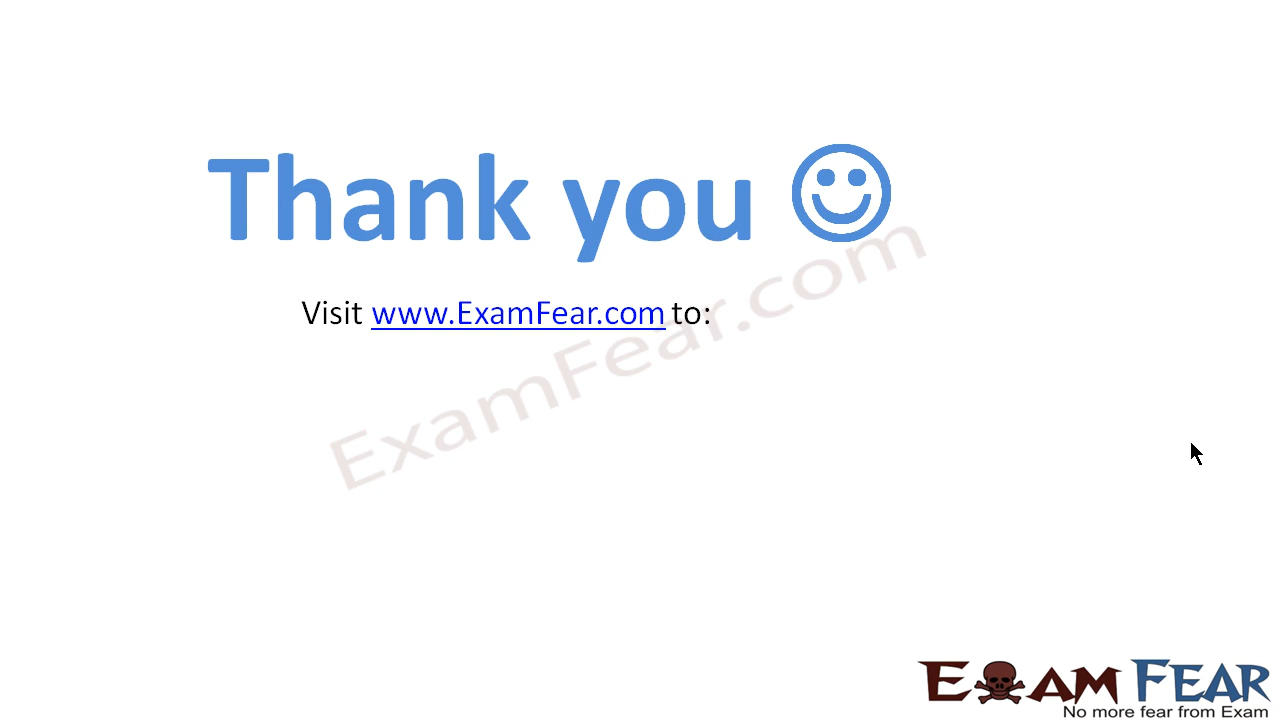 Thank you ☺
Visit www.ExamFear.com to:
ExamFear.com
EXAM FEAR
No more fear from Exam